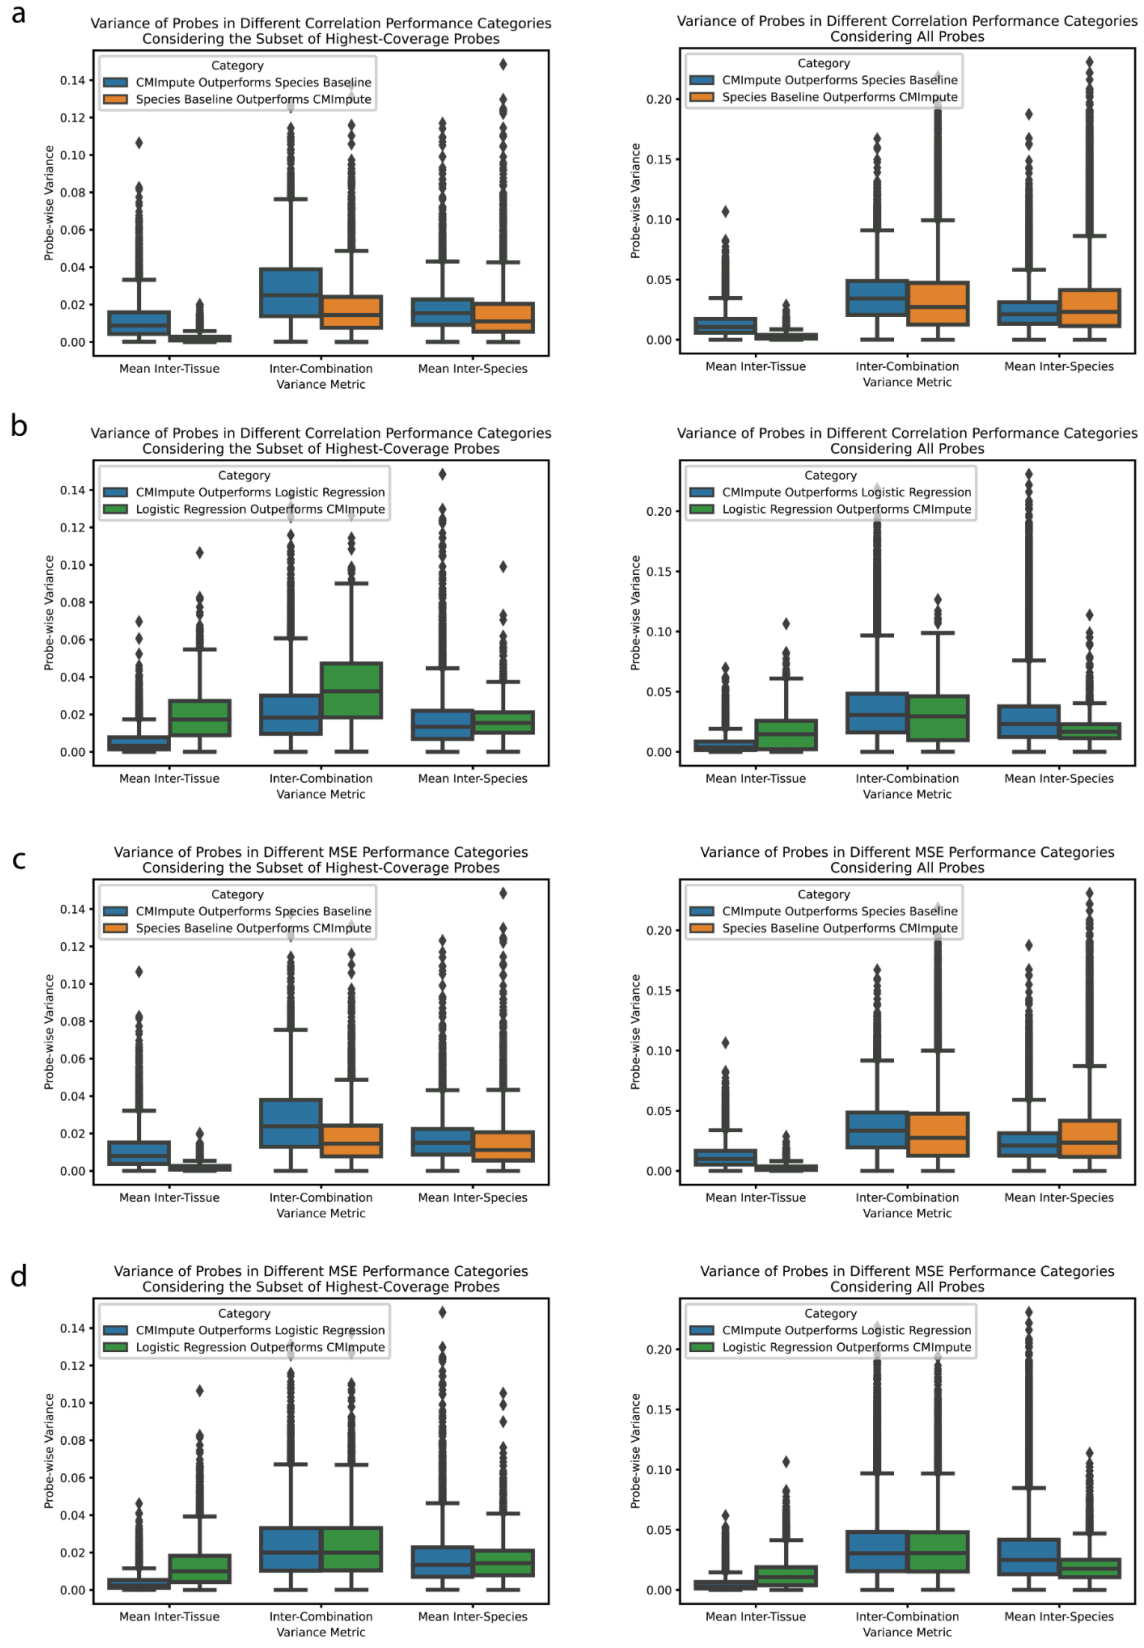 a
Variance of Probes in Different Correlation Performance Categories
Considering the Subset of Highest-Coverage Probes
Category
CMImpute Outperforms Species Baseline
Species Baseline Outperforms CMImpute
Probe-wise Variance
0.14
0.12
0.10
0.08
0.06
0.04
0.02
0.00
Mean Inter-Tissue
Inter-Combination
Mean Inter-Species
Variance Metric
Variance of Probes in Different Correlation Performance Categories
Considering All Probes
Category
CMImpute Outperforms Species Baseline
Species Baseline Outperforms CMImpute
Probe-wise Variance
0.20
0.15
0.10
0.05
0.00
Mean Inter-Tissue
Inter-Combination
Mean Inter-Species
Variance Metric
b
Variance of Probes in Different Correlation Performance Categories
Considering the Subset of Highest-Coverage Probes
Category
CMImpute Outperforms Logistic Regression
Logistic Regression Outperforms CMImpute
Probe-wise Variance
0.14
0.12
0.10
0.08
0.06
0.04
0.02
0.00
Mean Inter-Tissue
Inter-Combination
Mean Inter-Species
Variance Metric
Variance of Probes in Different Correlation Performance Categories
Considering All Probes
Category
CMImpute Outperforms Logistic Regression
Logistic Regression Outperforms CMImpute
Probe-wise Variance
0.20
0.15
0.10
0.05
0.00
Mean Inter-Tissue
Inter-Combination
Mean Inter-Species
Variance Metric
c
Variance of Probes in Different MSE Performance Categories
Considering the Subset of Highest-Coverage Probes
Category
CMImpute Outperforms Species Baseline
Species Baseline Outperforms CMImpute
Probe-wise Variance
0.14
0.12
0.10
0.08
0.06
0.04
0.02
0.00
Mean Inter-Tissue
Inter-Combination
Mean Inter-Species
Variance Metric
Variance of Probes in Different MSE Performance Categories
Considering All Probes
Category
CMImpute Outperforms Species Baseline
Species Baseline Outperforms CMImpute
Probe-wise Variance
0.20
0.15
0.10
0.05
0.00
Mean Inter-Tissue
Inter-Combination
Mean Inter-Species
Variance Metric
d
Variance of Probes in Different MSE Performance Categories
Considering the Subset of Highest-Coverage Probes
Category
CMImpute Outperforms Logistic Regression
Logistic Regression Outperforms CMImpute
Probe-wise Variance
0.14
0.12
0.10
0.08
0.06
0.04
0.02
0.00
Mean Inter-Tissue
Inter-Combination
Mean Inter-Species
Variance Metric
Variance of Probes in Different MSE Performance Categories
Considering All Probes
Category
CMImpute Outperforms Logistic Regression
Logistic Regression Outperforms CMImpute
Probe-wise Variance
0.20
0.15
0.10
0.05
0.00
Mean Inter-Tissue
Inter-Combination
Mean Inter-Species
Variance Metric